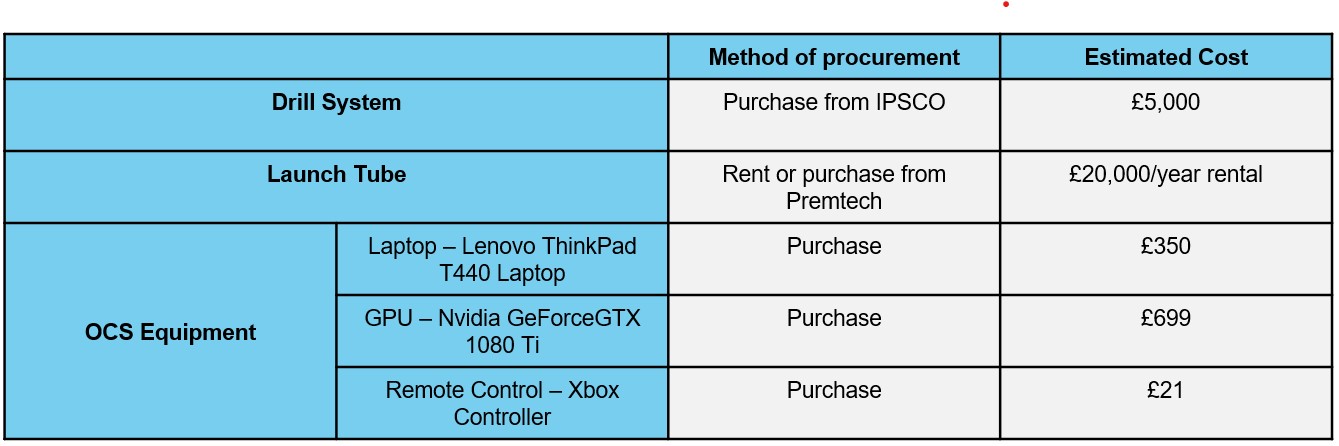 Method of procurement
Estimated Cost
Drill System
Purchase from IPSCO
£5,000
Launch Tube
Rent or purchase from
Premtech
£20,000/year rental
OCS Equipment
Laptop – Lenovo ThinkPad
T440 Laptop
Purchase
£350
GPU – Nvidia GeForceGTX
1080 Ti
Purchase
£699
Remote Control – Xbox
Controller
Purchase
£21